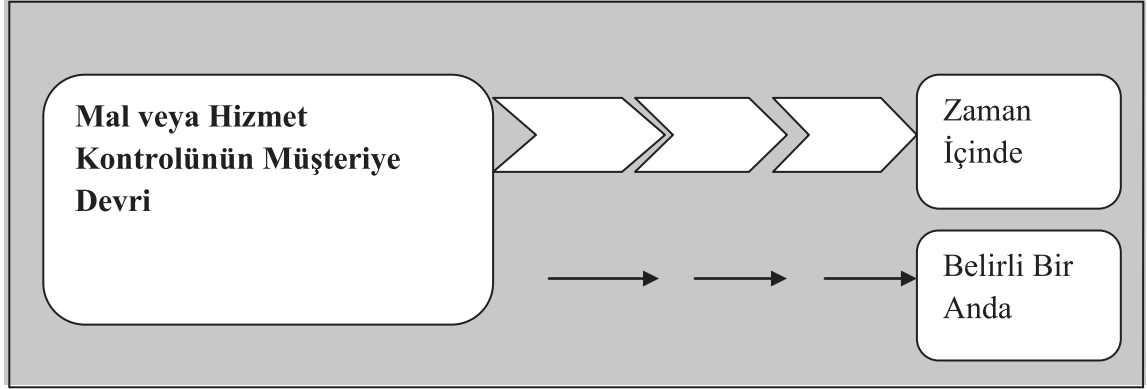 Mal veya Hizmet
Kontrolünün Müşteriye
Devri
Zaman
İçinde
Belirli Bir
Anda